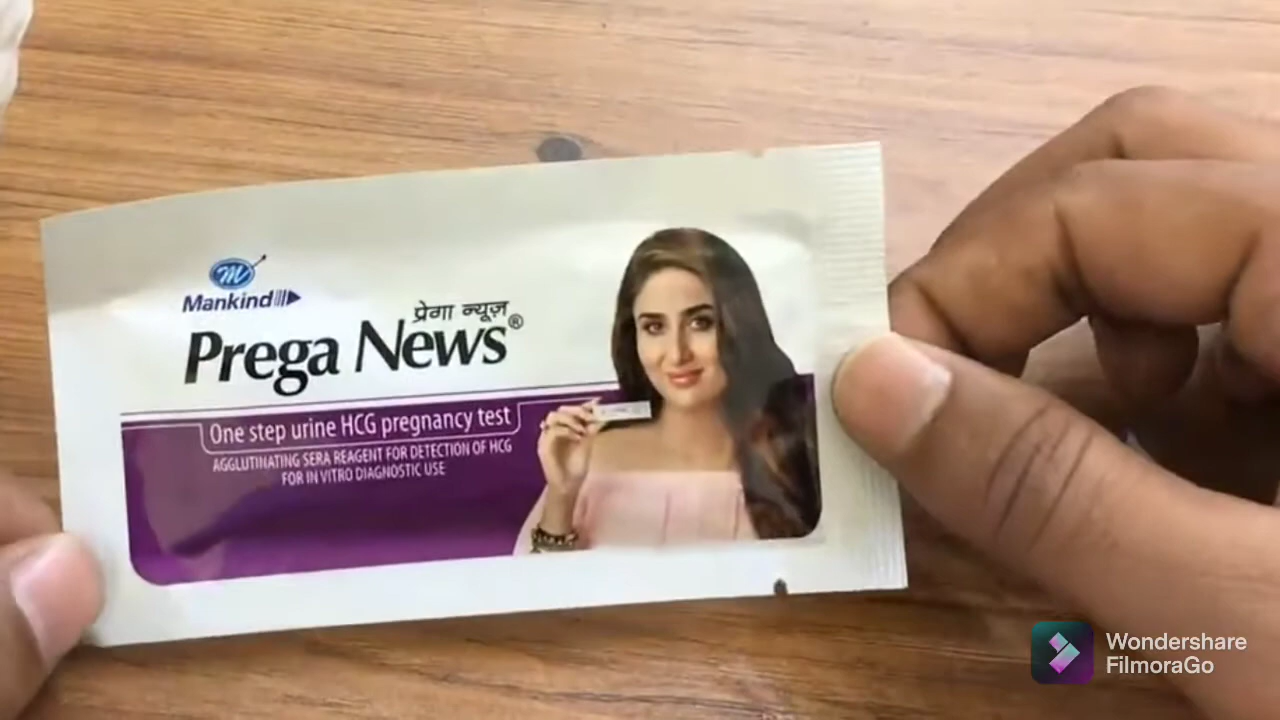 Mankind
प्रेगा न्यूज़
Prega News®
One step urine HCG pregnancy test
AGGLUTINATING SERA REAGENT FOR DETECTION OF HCG
FOR IN VITRO DIAGNOSTIC USE
Wondershare
FilmoraGo